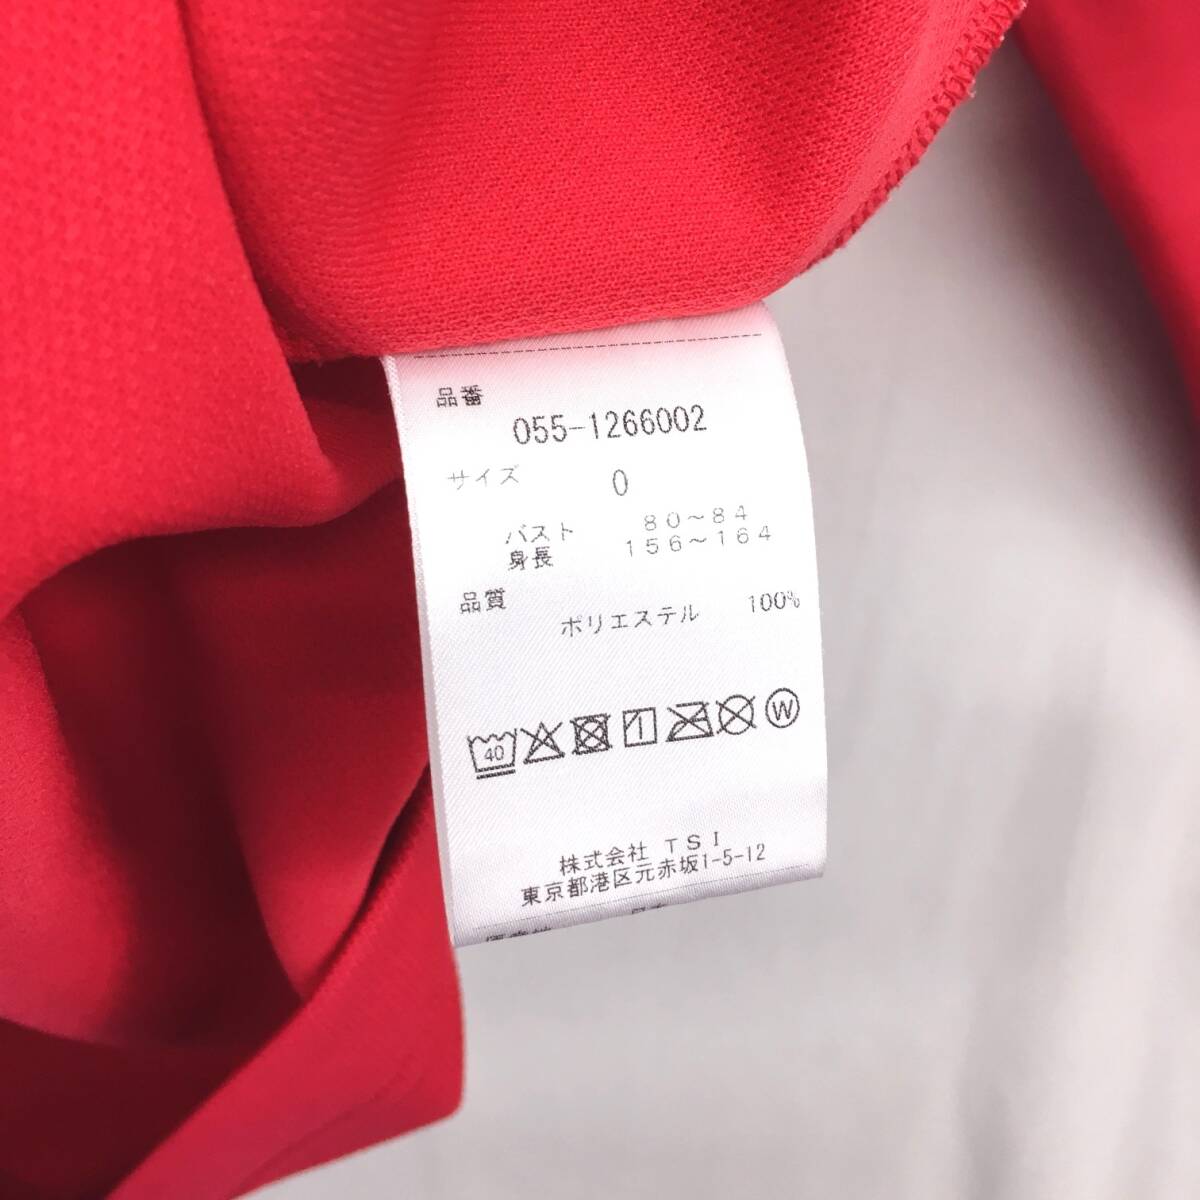 品番
055-1266002
サイズ 0
バスト 80～84
身長 156～164
品質
ポリエステル 100%
40
W
株式会社 TSI
東京都港区元赤坂1-5-12